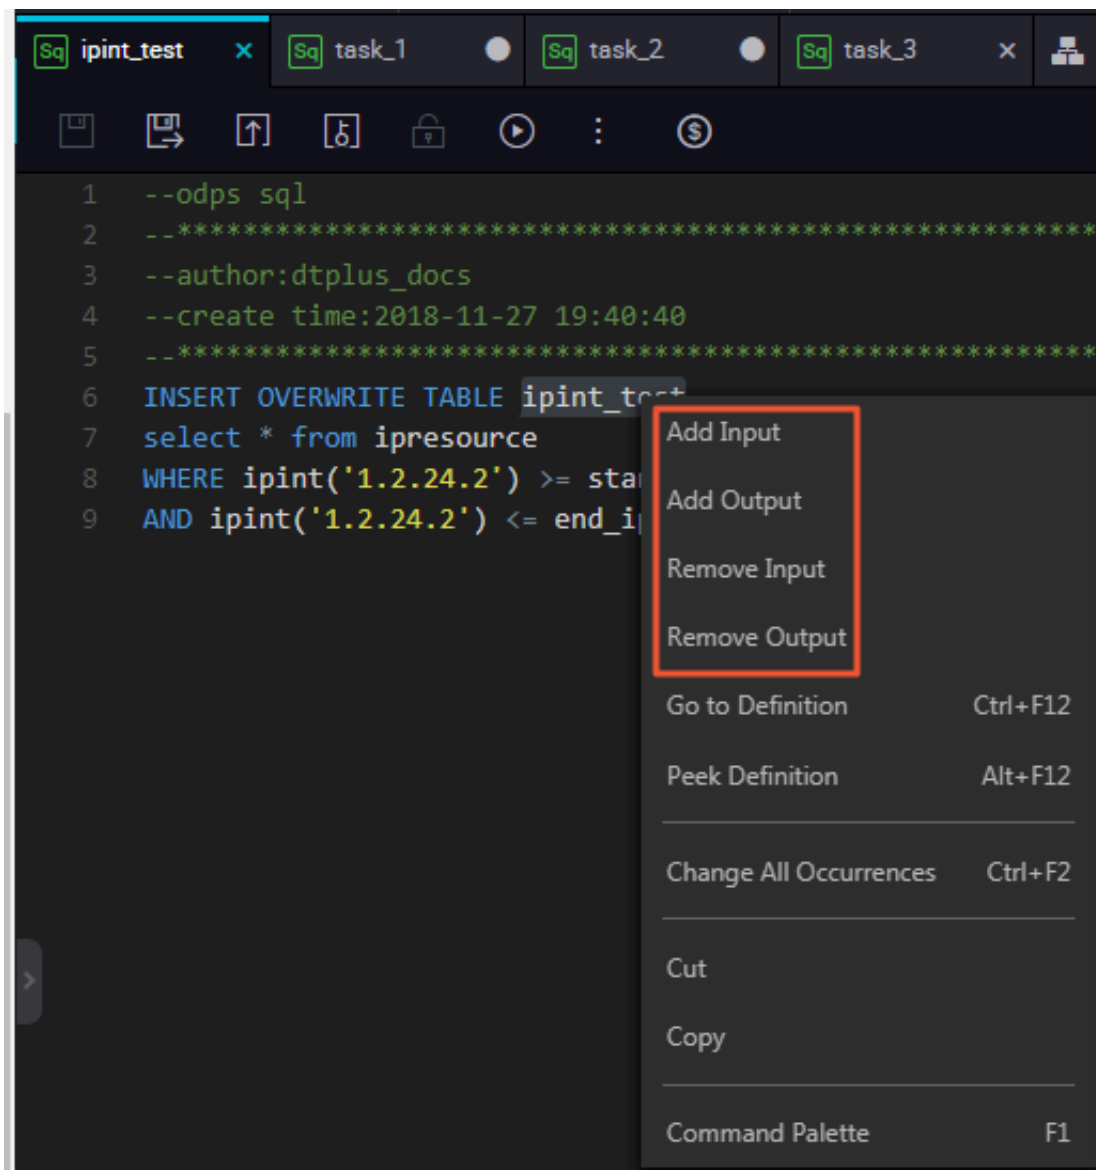 Sq ipint_test × Sq task_1 Sq task_2 Sq task_3 ×
1 --odps sql
2 --********************************************************
3 --author:dtplus_docs
4 --create time:2018-11-27 19:40:40
5 --********************************************************
6 INSERT OVERWRITE TABLE ipint_test
7 select * from ipresource
8 WHERE ipint('1.2.24.2') >= sta
9 AND ipint('1.2.24.2') <= end_i
Add Input
Add Output
Remove Input
Remove Output
Go to Definition Ctrl+F12
Peek Definition Alt+F12
Change All Occurrences Ctrl+F2
Cut
Copy
Command Palette F1